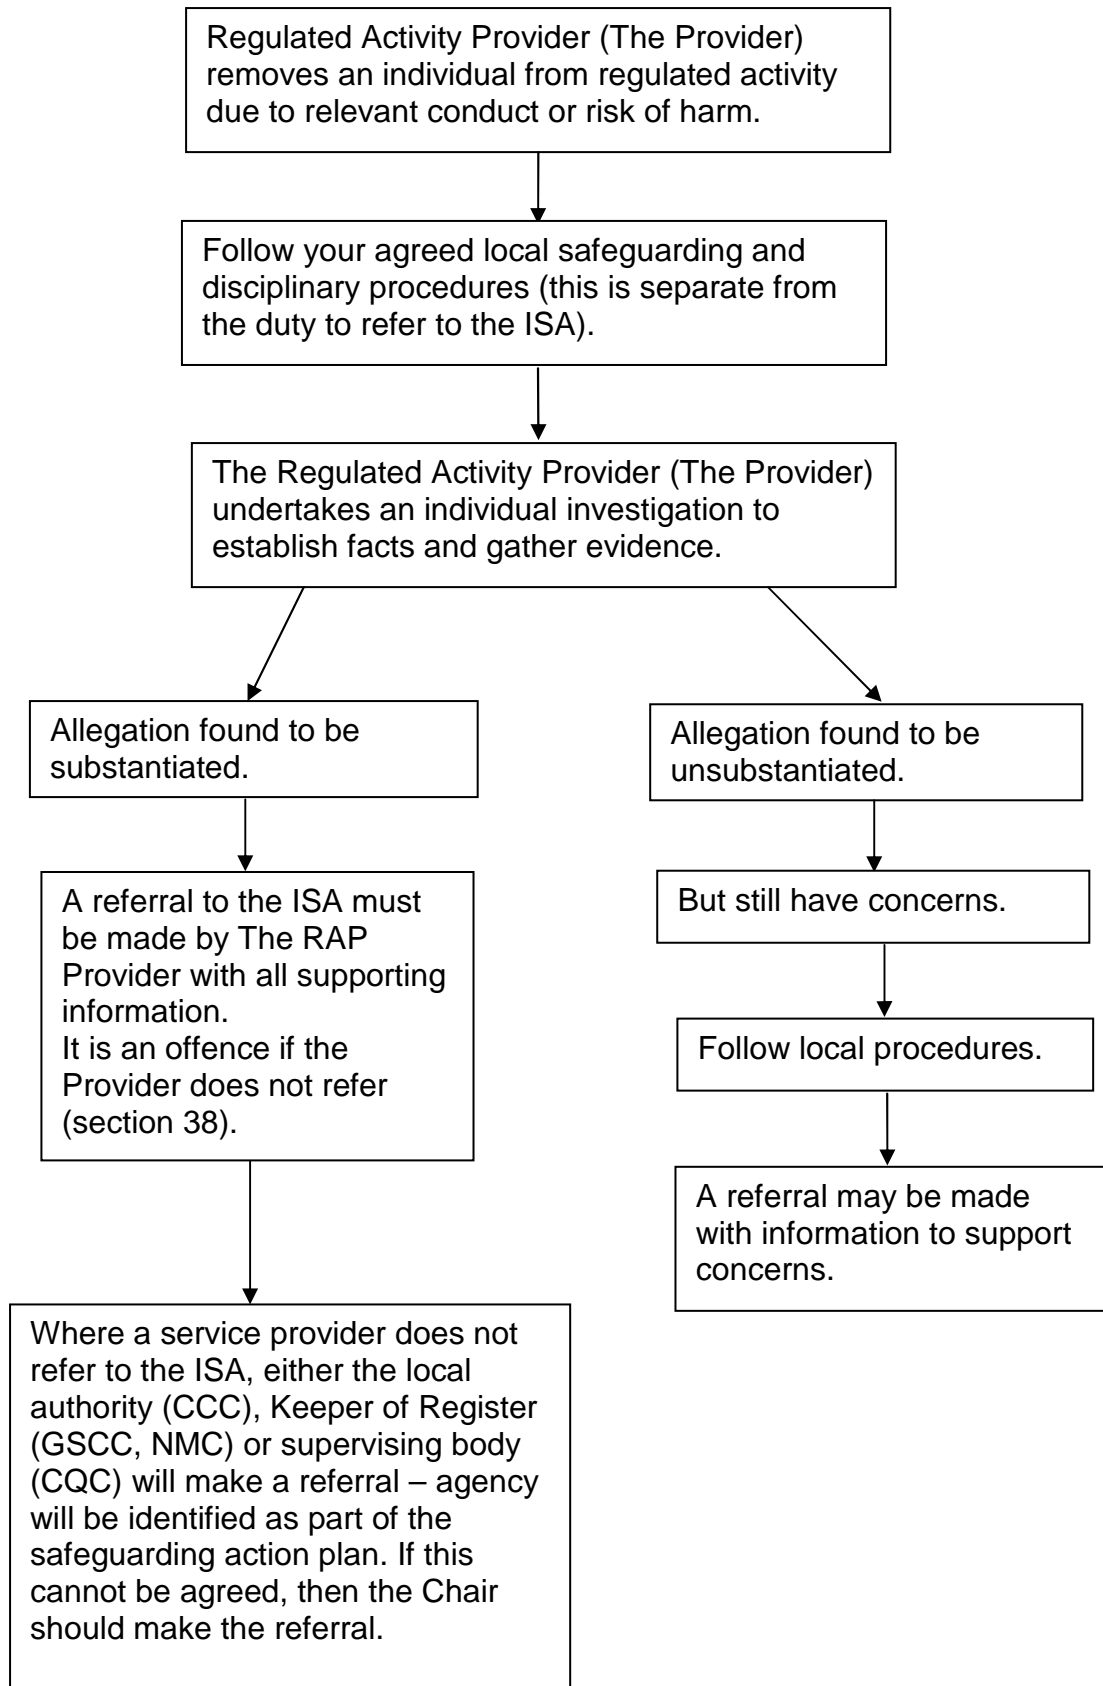 Regulated Activity Provider (The Provider)
removes an individual from regulated activity
due to relevant conduct or risk of harm.
Follow your agreed local safeguarding and
disciplinary procedures (this is separate from
the duty to refer to the ISA).
The Regulated Activity Provider (The Provider)
undertakes an individual investigation to
establish facts and gather evidence.
Allegation found to be
substantiated.
A referral to the ISA must
be made by The RAP
Provider with all supporting
information.
It is an offence if the
Provider does not refer
(section 38).
Where a service provider does not
refer to the ISA, either the local
authority (CCC), Keeper of Register
(GSCC, NMC) or supervising body
(CQC) will make a referral – agency
will be identified as part of the
safeguarding action plan. If this
cannot be agreed, then the Chair
should make the referral.
Allegation found to be
unsubstantiated.
But still have concerns.
Follow local procedures.
A referral may be made
with information to support
concerns.